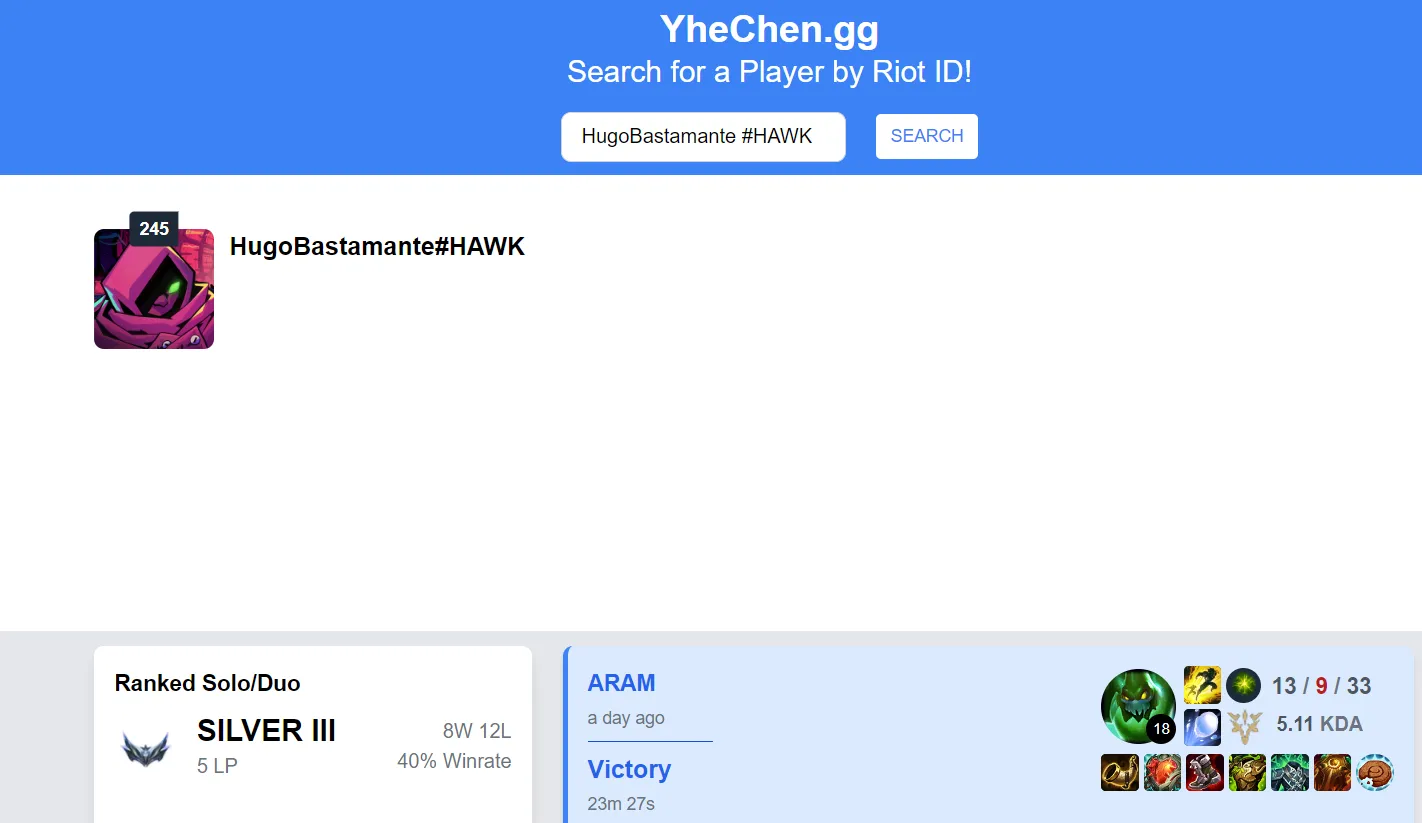 YheChen.gg
Search for a Player by Riot ID!
HugoBastamante #HAWK
SEARCH
245
HugoBastamante#HAWK
Ranked Solo/Duo
SILVER III
5 LP
8W 12L
40% Winrate
ARAM
a day ago
Victory
23m 27s
18
13 / 9 / 33
5.11 KDA